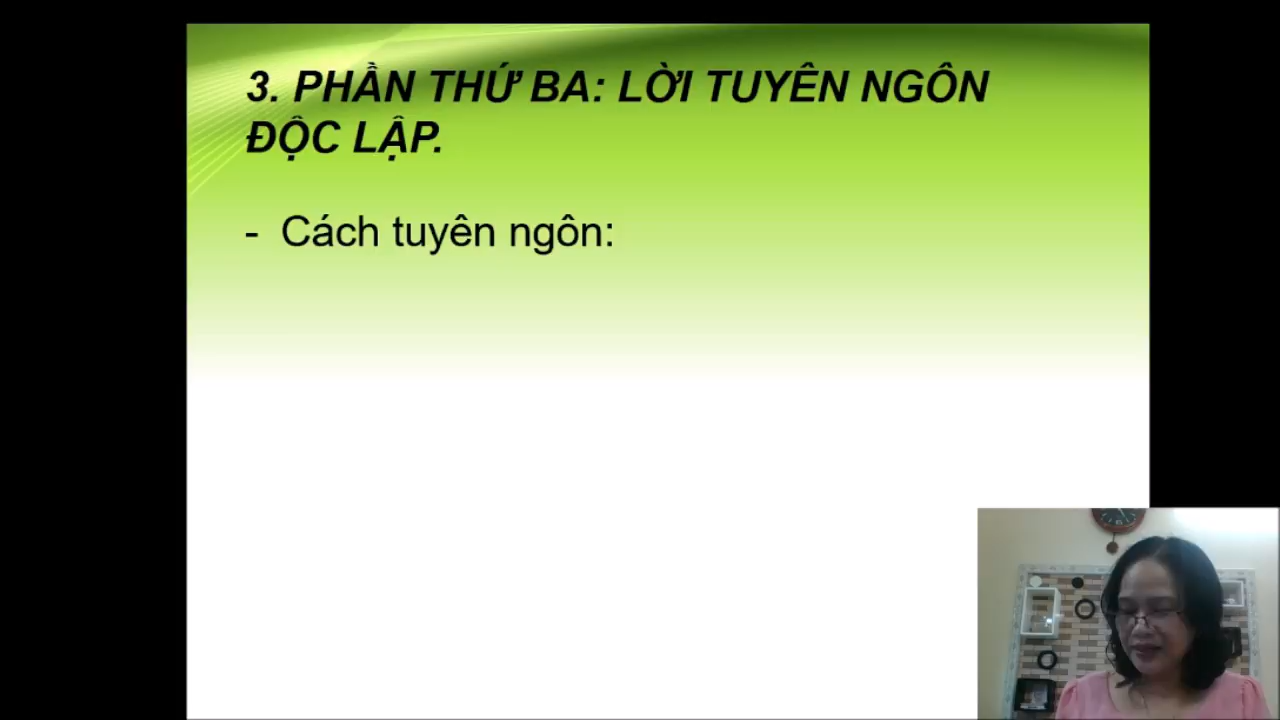 3. PHẦN THỨ BA: LỜI TUYÊN NGÔN
ĐỘC LẬP.
- Cách tuyên ngôn: